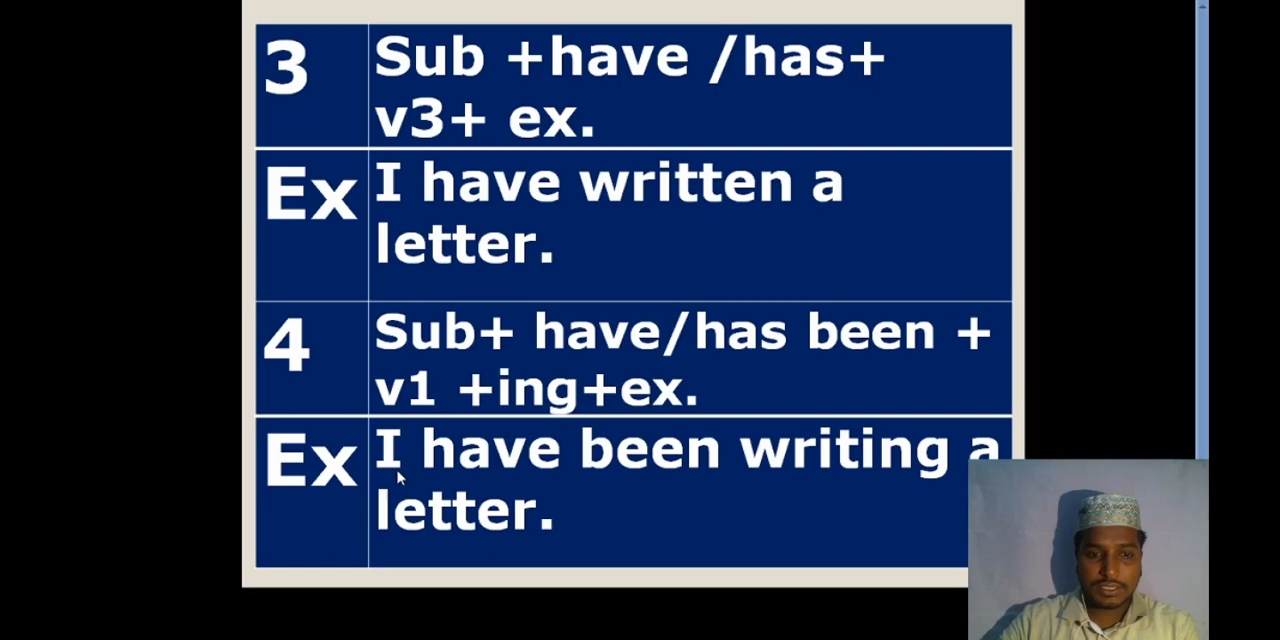 3
Sub +have /has+
v3+ ex.
Ex
I have written a
letter.
4
Sub+ have/has been +
v1 +ing+ex.
Ex
I have been writing a
letter.